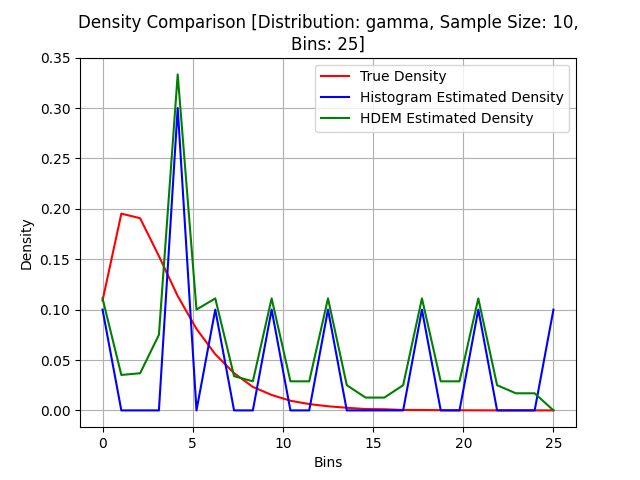 Density Comparison [Distribution: gamma, Sample Size: 10,
Bins: 25]
0.35
0.30
0.25
0.20
0.15
0.10
0.05
0.00
Density
True Density
Histogram Estimated Density
HDEM Estimated Density
0 5 10 15 20 25
Bins